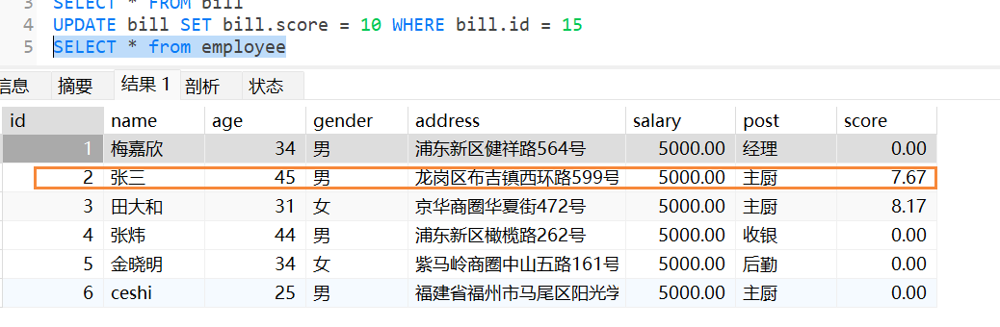 3 SELECT * FROM bill
4 UPDATE bill SET bill.score = 10 WHERE bill.id = 15
5 SELECT * from employee
信息 摘要 结果 1 剖析 状态
id name age gender address salary post score
1 梅嘉欣 34 男 浦东新区健祥路564号 5000.00 经理 0.00
2 张三 45 男 龙岗区布吉镇西环路599号 5000.00 主厨 7.67
3 田大和 31 女 京华商圈华夏街472号 5000.00 主厨 8.17
4 张炜 44 男 浦东新区橄榄路262号 5000.00 收银 0.00
5 金晓明 34 女 紫马岭商圈中山五路161号 5000.00 后勤 0.00
6 ceshi 25 男 福建省福州市马尾区阳光学 5000.00 主厨 0.00